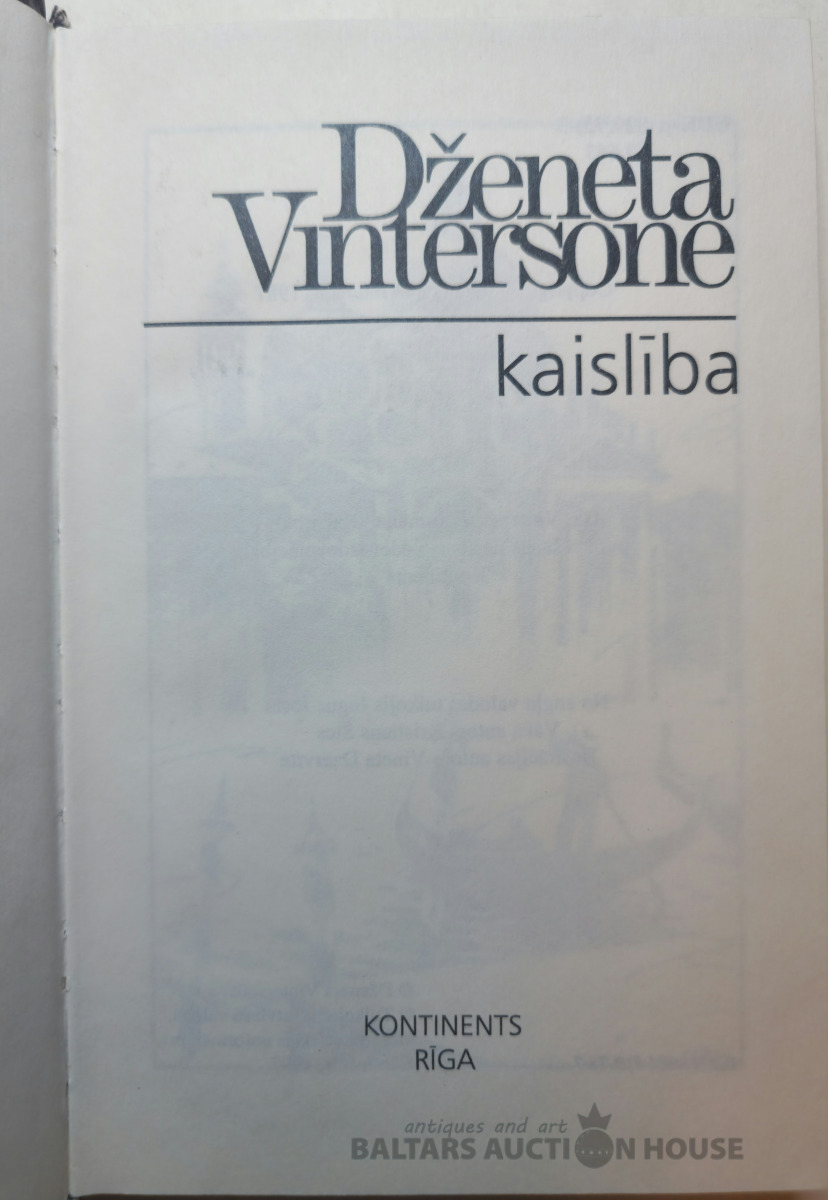 Dženeta
Vintersone
kaislība
KONTINENTS
RĪGA
antiques and art
BALTARS AUCTION HOUSE